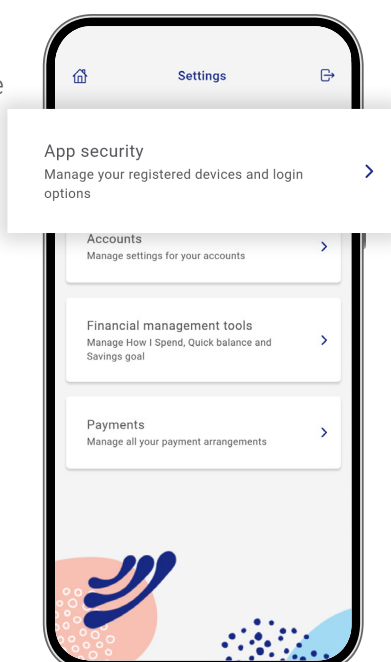 Settings
App security
Manage your registered devices and login
options
Accounts
Manage settings for your accounts
Financial management tools
Manage How I Spend, Quick balance and
Savings goal
Payments
Manage all your payment arrangements